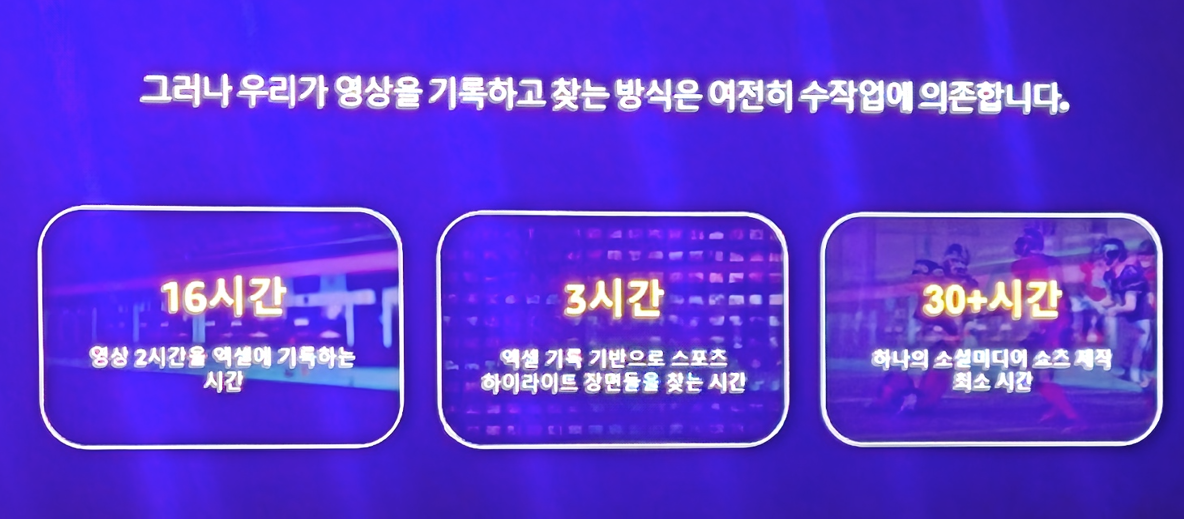 그러나 우리가 영상을 기록하고 찾는 방식은 여전히 수작업에 의존합니다.
16시간
영상 2시간을 엑셀에 기록하는
시간
3시간
엑셀 기록 기반으로 스포츠
하이라이트 장면들을 찾는 시간
30+시간
하나의 소셜미디어 쇼츠 제작
최소 시간